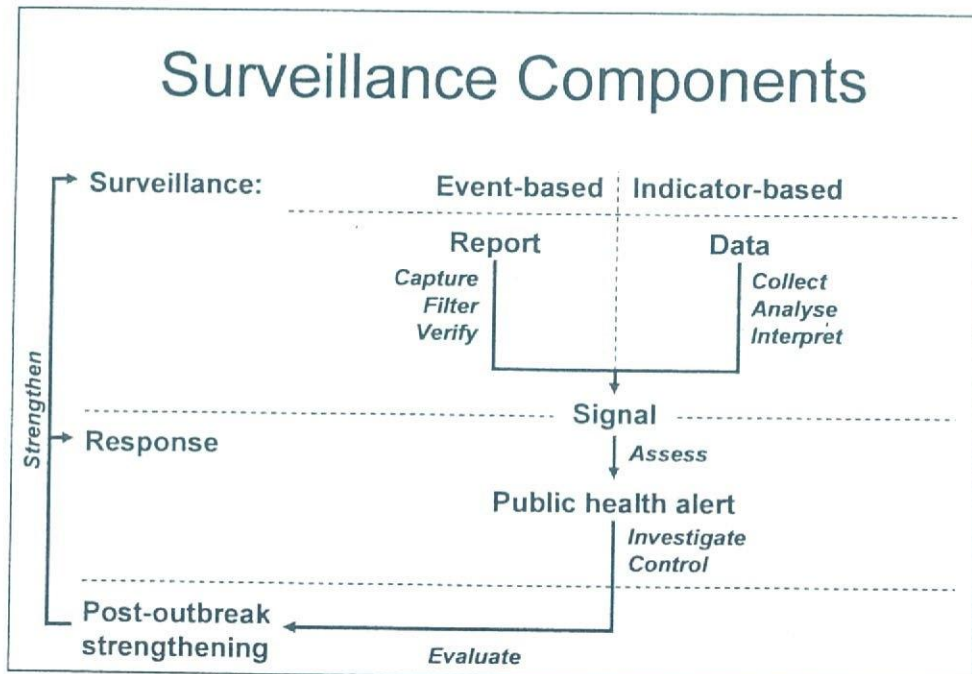 Surveillance Components
Surveillance:
Event-based
Indicator-based
Report
Data
Capture
Filter
Verify
Collect
Analyse
Interpret
Signal
Strengthen
Response
Assess
Public health alert
Investigate
Control
Post-outbreak
strengthening
Evaluate